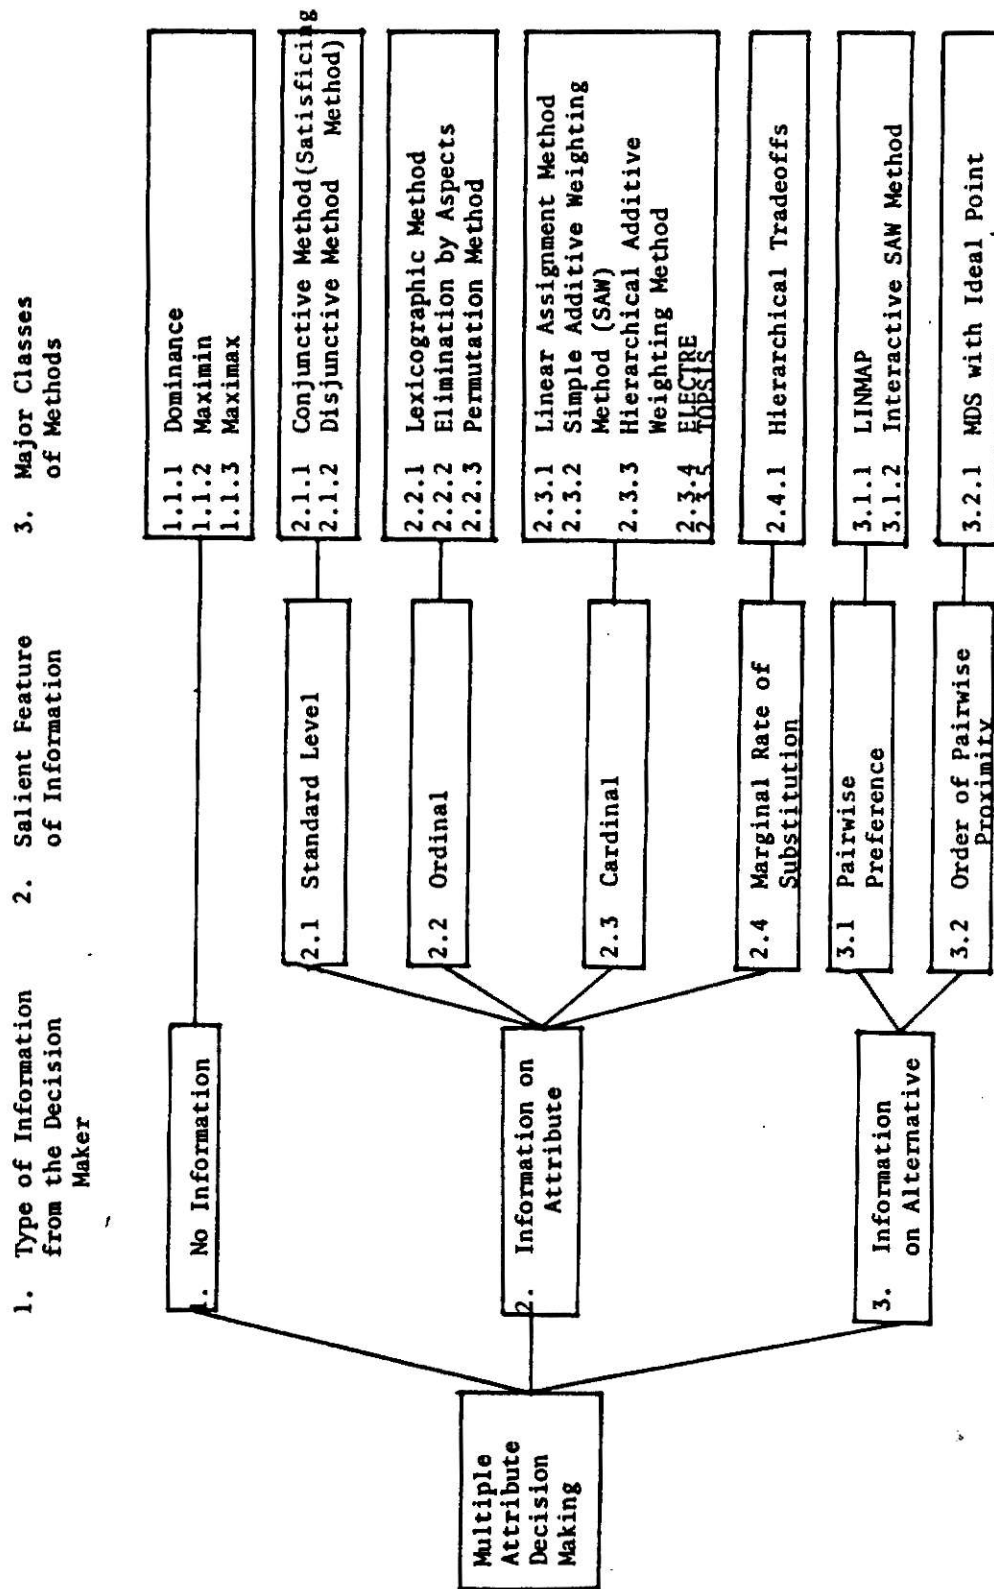 1. Type of Information
from the Decision
Maker
2. Salient Feature
of Information
3. Major Classes
of Methods
Multiple
Attribute
Decision
Making
1. No Information
1.1.1 Dominance
1.1.2 Maximin
1.1.3 Maximax
2. Information on
Attribute
2.1 Standard Level
2.1.1 Conjunctive Method(Satisficing
2.1.2 Disjunctive Method Method)
2.2 Ordinal
2.2.1 Lexicographic Method
2.2.2 Elimination by Aspects
2.2.3 Permutation Method
2.3 Cardinal
2.3.1 Linear Assignment Method
2.3.2 Simple Additive Weighting
Method (SAW)
2.3.3 Hierarchical Additive
Weighting Method
2.3.4 ELECTRE
2.3.5 TOPSIS
2.4 Marginal Rate of
Substitution
2.4.1 Hierarchical Tradeoffs
3. Information
on Alternative
3.1 Pairwise
Preference
3.1.1 LINMAP
3.1.2 Interactive SAW Method
3.2 Order of Pairwise
Proximity
3.2.1 MDS with Ideal Point